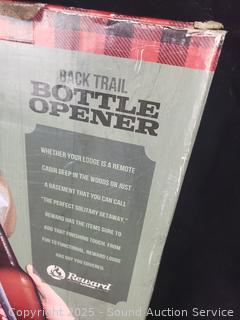 BACK TRAIL
BOTTLE
OPENER
WHETHER YOUR LODGE IS A REMOTE
CABIN DEEP IN THE WOODS OR JUST
A BASEMENT THAT YOU CAN CALL
"THE PERFECT SOLITARY GETAWAY,"
REWARD HAS THE ITEMS SURE TO
ADD THAT FINISHING TOUCH. FROM
FUN TO FUNCTIONAL, REWARD LODGE
HAS GOT YOU COVERED.
Reward
Copyright © 2025 - Sound Auction Service